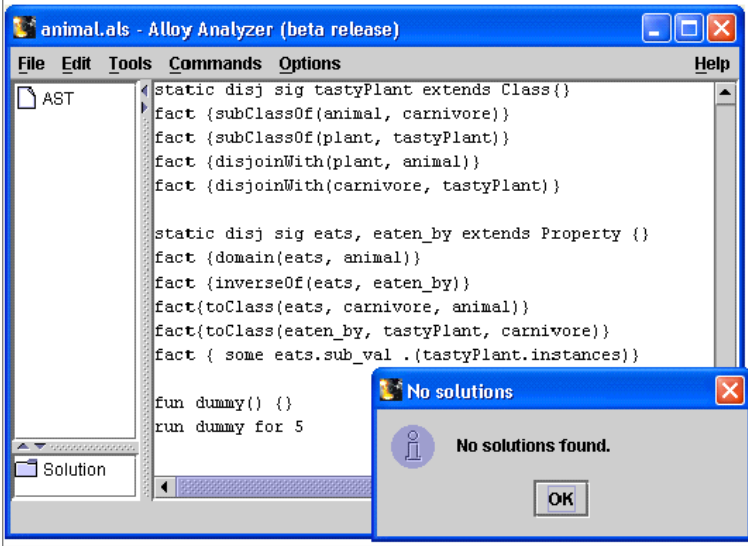 animal.als - Alloy Analyzer (beta release)
File Edit Tools Commands Options Help
AST
static disj sig tastyPlant extends Class{}
fact {subClassOf(animal, carnivore)}
fact {subClassOf(plant, tastyPlant)}
fact {disjoinWith(plant, animal)}
fact {disjoinWith(carnivore, tastyPlant)}
static disj sig eats, eaten_by extends Property {}
fact {domain(eats, animal)}
fact {inverseOf(eats, eaten_by)}
fact{toClass(eats, carnivore, animal)}
fact{toClass(eaten_by, tastyPlant, carnivore)}
fact { some eats.sub_val .(tastyPlant.instances)}
fun dummy() {}
run dummy for 5
Solution
No solutions
No solutions found.
OK